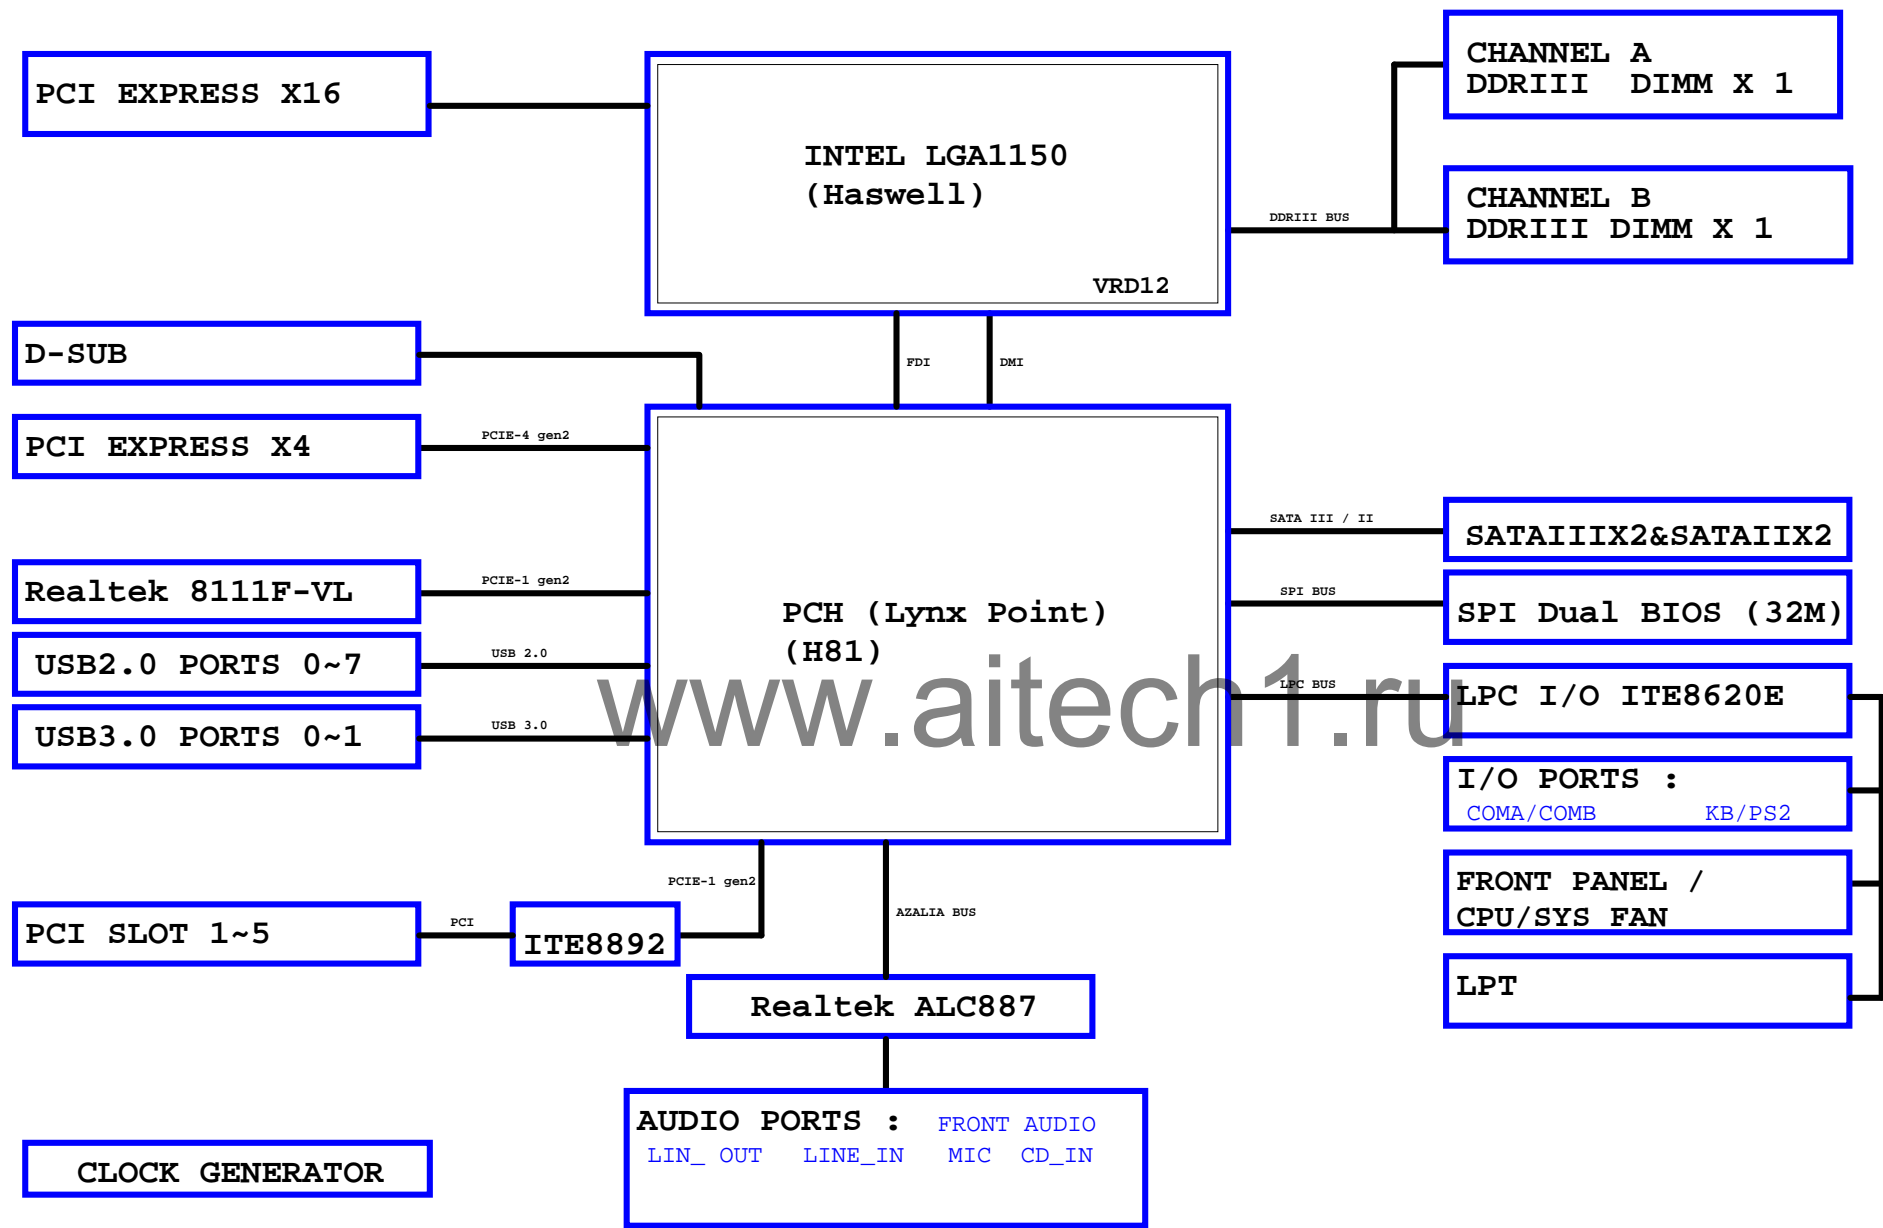 PCI EXPRESS X16
INTEL LGA1150
(Haswell)
VRD12
CHANNEL A
DDRIII DIMM X 1
CHANNEL B
DDRIII DIMM X 1
DDRIII BUS
D-SUB
FDI
DMI
PCI EXPRESS X4
PCIE-4 gen2
Realtek 8111F-VL
PCIE-1 gen2
USB2.0 PORTS 0~7
USB 2.0
USB3.0 PORTS 0~1
USB 3.0
PCH (Lynx Point)
(H81)
www.aitech1.ru
SATA III / II
SATAIIIX2&SATAIIX2
SPI BUS
SPI Dual BIOS (32M)
LPC BUS
LPC I/O ITE8620E
I/O PORTS :
COMA/COMB KB/PS2
FRONT PANEL /
CPU/SYS FAN
LPT
PCI SLOT 1~5
PCI
ITE8892
PCIE-1 gen2
AZALIA BUS
Realtek ALC887
AUDIO PORTS : FRONT AUDIO
LIN_ OUT LINE_IN MIC CD_IN
CLOCK GENERATOR